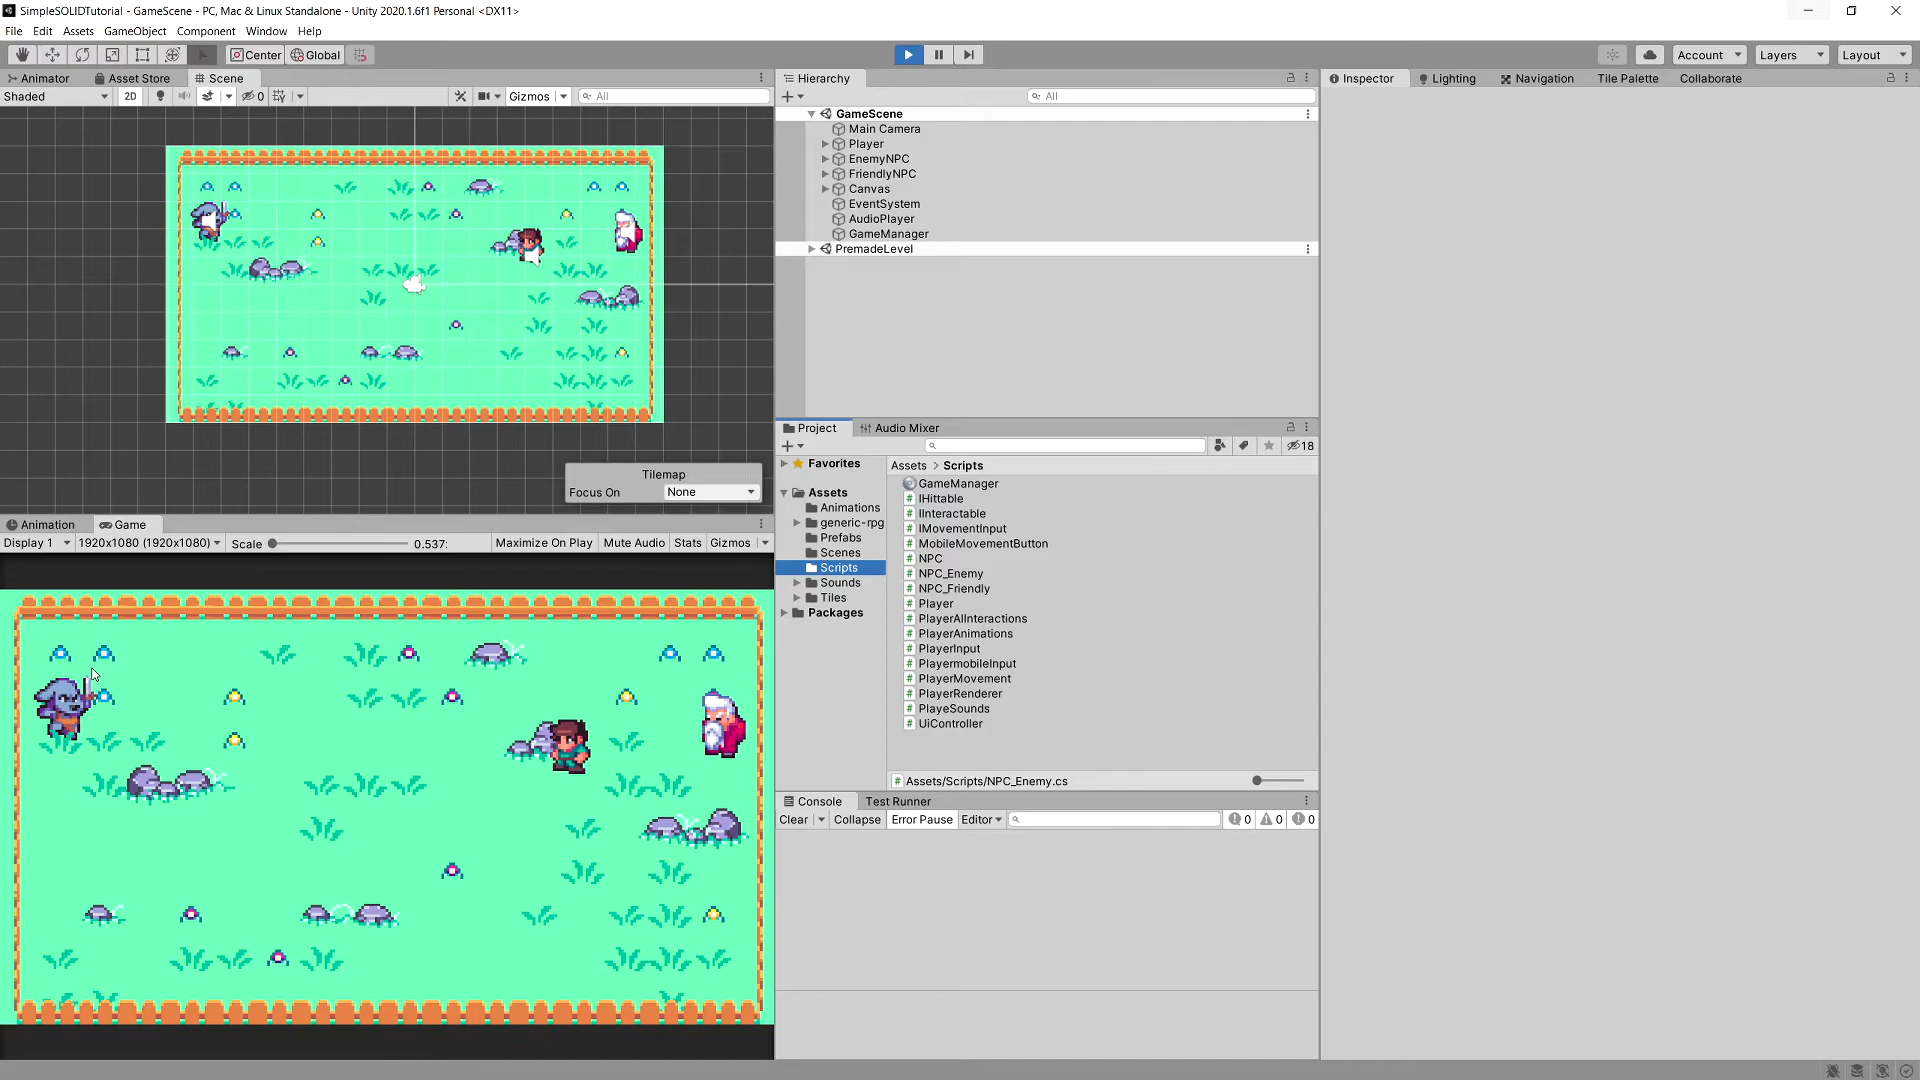 SimpleSOLIDTutorial - GameScene - PC, Mac & Linux Standalone - Unity 2020.1.6f1 Personal <DX11>
File Edit Assets GameObject Component Window Help
Center Global Account Layers Layout
Animator Asset Store Scene
Shaded 2D 0 Gizmos All
Hierarchy
All
GameScene
Main Camera
Player
EnemyNPC
FriendlyNPC
Canvas
EventSystem
AudioPlayer
GameManager
PremadeLevel
Inspector Lighting Navigation Tile Palette Collaborate
Tilemap
Focus On None
Animation Game
Display 1 1920x1080 (1920x1080) Scale 0.537: Maximize On Play Mute Audio Stats Gizmos
Project Audio Mixer
18
Favorites
Assets
Animations
generic-rpg
Prefabs
Scenes
Scripts
Sounds
Tiles
Packages
Assets > Scripts
GameManager
IHittable
IInteractable
IMovementInput
MobileMovementButton
NPC
NPC_Enemy
NPC_Friendly
Player
PlayerAIInteractions
PlayerAnimations
PlayerInput
PlayermobileInput
PlayerMovement
PlayerRenderer
PlayeSounds
UiController
Assets/Scripts/NPC_Enemy.cs
Console Test Runner
Clear Collapse Error Pause Editor 0 0 0